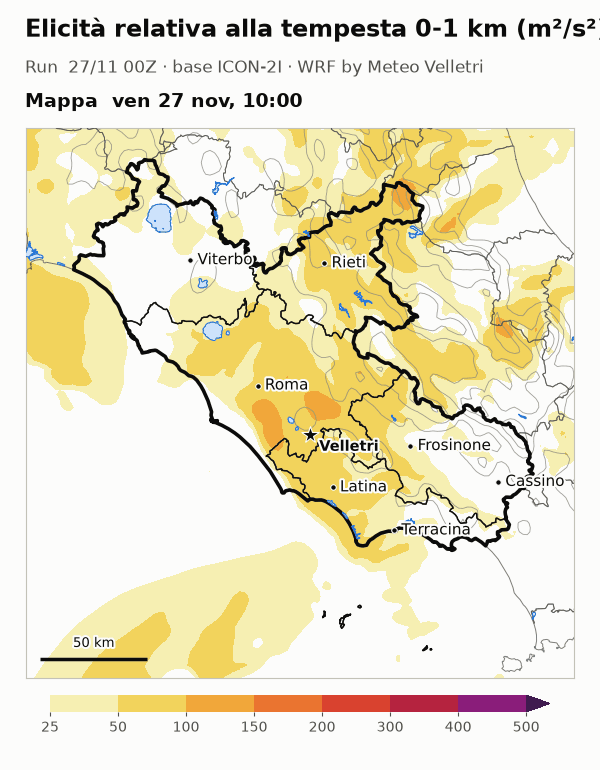 Elicità relativa alla tempesta 0-1 km (m²/s²)
Run  27/11 00Z · base ICON-2I · WRF by Meteo Velletri
Mappa  ven 27 nov, 10:00
Viterbo
Rieti
Roma
Velletri
Frosinone
Latina
Cassino
Terracina
50 km
25 50 100 150 200 300 400 500